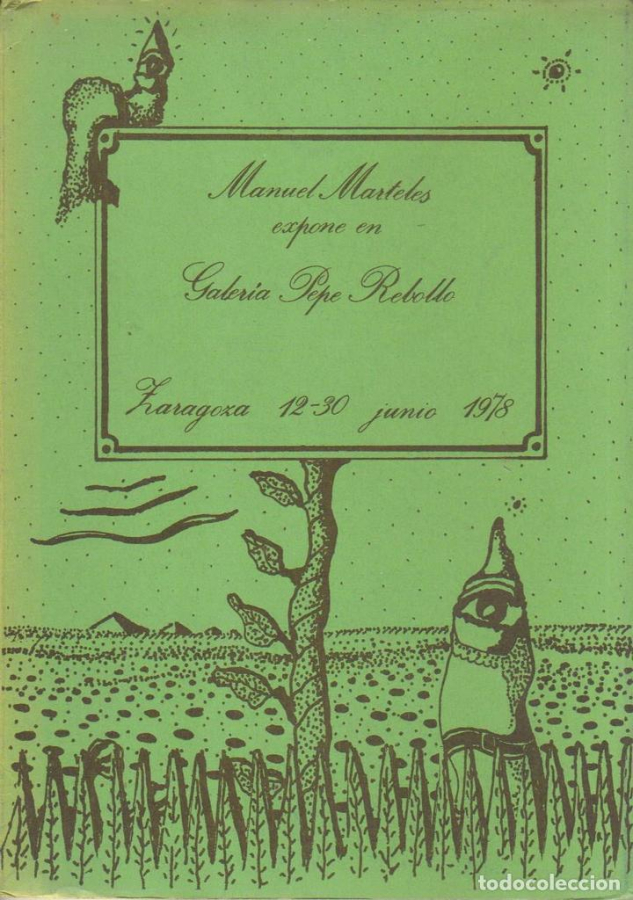 Manuel Marteles
expone en
Galería Pepe Rebollo
Zaragoza 12-30 junio 1978
todocoleccion